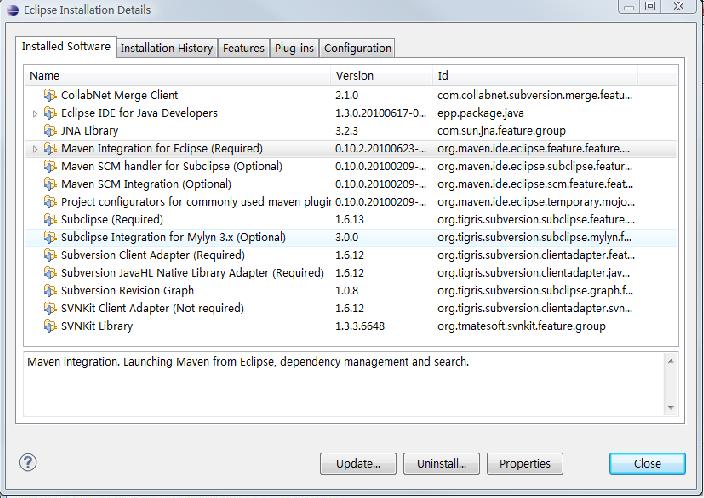 Eclipse Installation Details
Installed Software Installation History Features Plug-ins Configuration
Name Version Id
CollabNet Merge Client 2.1.0 com.collabnet.subversion.merge.featu...
Eclipse IDE for Java Developers 1.3.0.20100617-0... epp.package.java
JNA Library 3.2.3 com.sun.jna.feature.group
Maven Integration for Eclipse (Required) 0.10.2.20100623-... org.maven.ide.eclipse.feature.feature....
Maven SCM handler for Subclipse (Optional) 0.10.0.20100209-... org.maven.ide.eclipse.subclipse.featur...
Maven SCM Integration (Optional) 0.10.0.20100209-... org.maven.ide.eclipse.scm.feature.feat...
Project configurators for commonly used maven plugin 0.10.0.20100209-... org.maven.ide.eclipse.temporary.mojo...
Subclipse (Required) 1.6.13 org.tigris.subversion.subclipse.feature...
Subclipse Integration for Mylyn 3.x (Optional) 3.0.0 org.tigris.subversion.subclipse.mylyn.f...
Subversion Client Adapter (Required) 1.6.12 org.tigris.subversion.clientadapter.feat...
Subversion JavaHL Native Library Adapter (Required) 1.6.12 org.tigris.subversion.clientadapter.jav...
Subversion Revision Graph 1.0.8 org.tigris.subversion.subclipse.graph.f...
SVNKit Client Adapter (Not required) 1.6.12 org.tigris.subversion.clientadapter.svn...
SVNKit Library 1.3.3.6648 org.tmatesoft.svnkit.feature.group
Maven integration. Launching Maven from Eclipse, dependency management and search.
Update... Uninstall... Properties Close